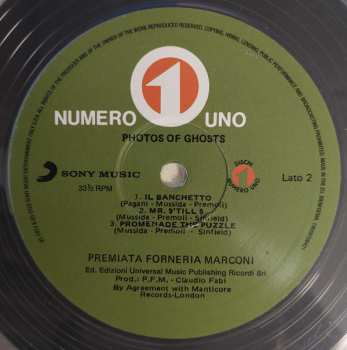 1
NUMERO UNO
PHOTOS OF GHOSTS
SONY MUSIC
33⅓ RPM
DISCHI
NUMERO UNO
Lato 2
1. IL BANCHETTO
(Pagani - Mussida - Premoli)
2. MR. 9'TILL 5
(Mussida - Premoli - Sinfield)
3. PROMENADE THE PUZZLE
(Mussida - Premoli - Sinfield)
PREMIATA FORNERIA MARCONI
Ed. Edizioni Universal Music Publishing Ricordi Srl
Prod.: P.F.M. - Claudio Fabi
By Agreement with Manticore
Records-London